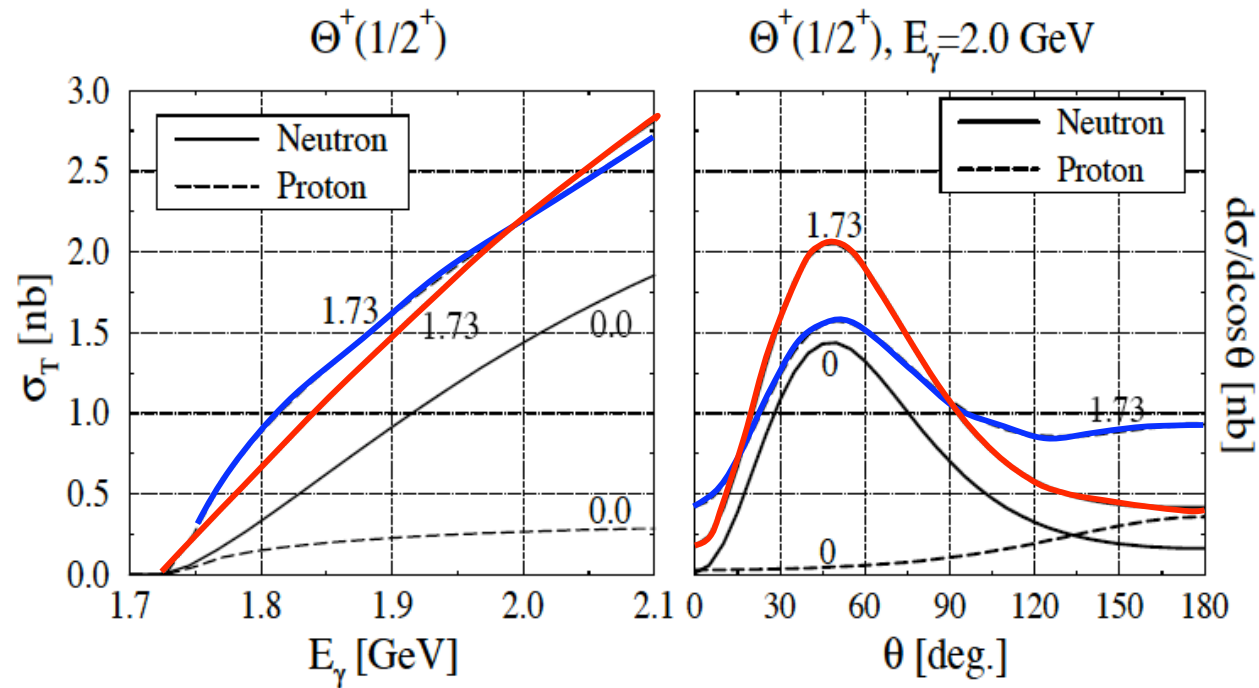 Θ⁺(1/2⁺)
Θ⁺(1/2⁺), E_γ=2.0 GeV
3.0
2.5
2.0
1.5
1.0
0.5
0.0
σ_T [nb]
Neutron
Proton
1.73
1.73
0.0
0.0
1.7
1.8
1.9
2.0
2.1
E_γ [GeV]
Neutron
Proton
1.73
0
1.73
0
0
30
60
90
120
150
180
θ [deg.]
dσ/dcosθ [nb]